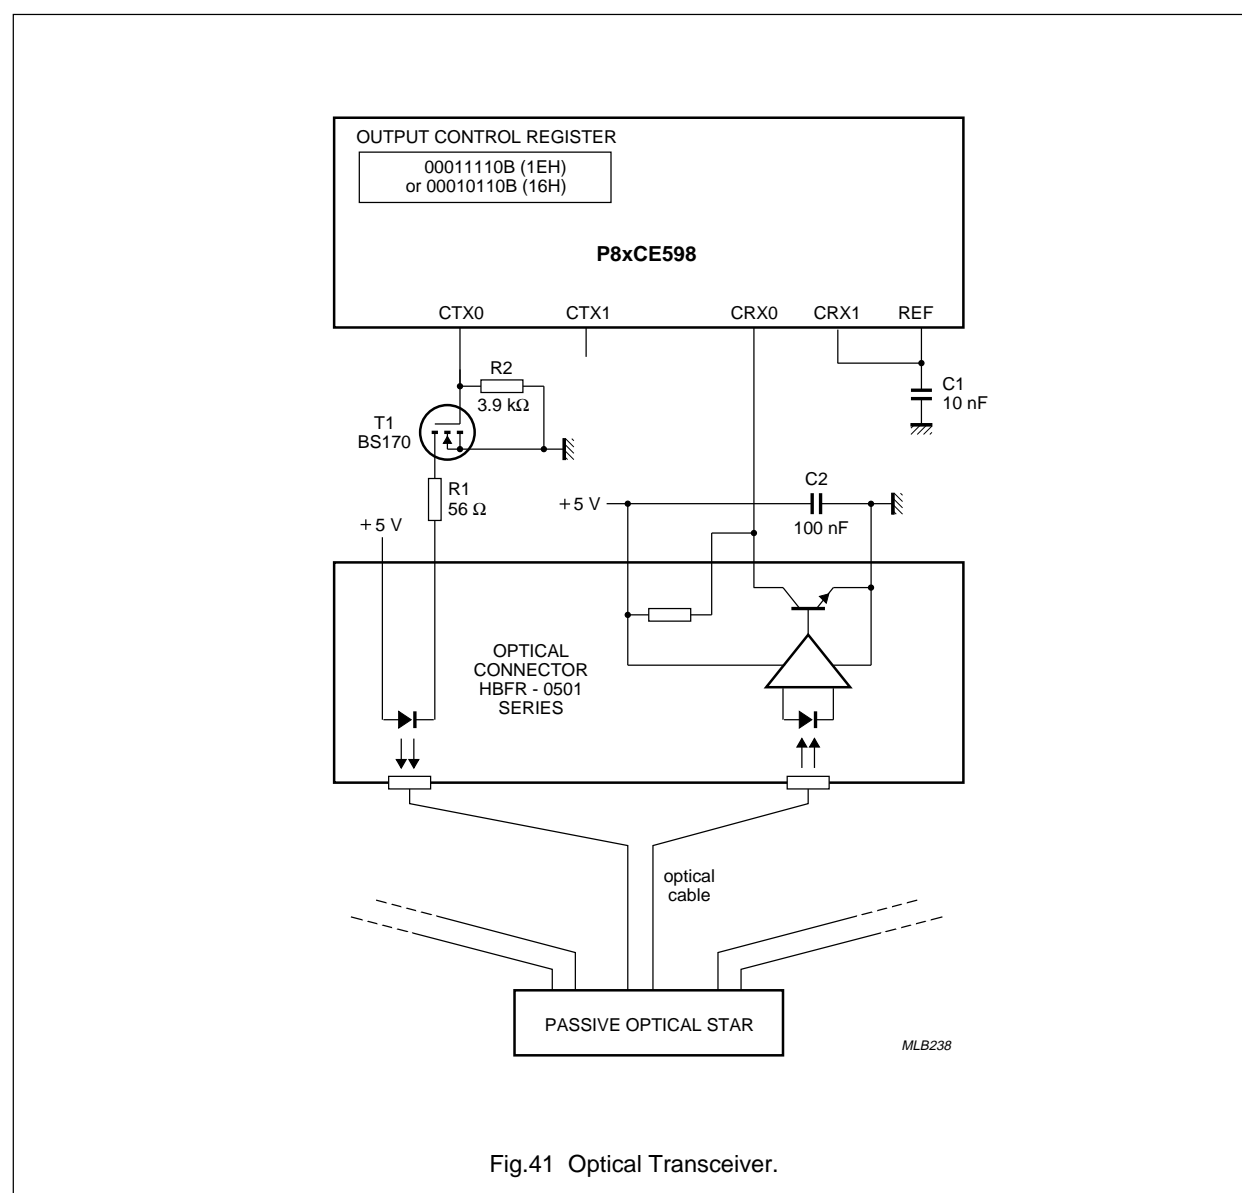 OUTPUT CONTROL REGISTER
00011110B (1EH)
or 00010110B (16H)
P8xCE598
CTX0
CTX1
CRX0
CRX1
REF
R2
3.9 kΩ
C1
10 nF
T1
BS170
R1
56 Ω
C2
+5 V
100 nF
+5 V
OPTICAL
CONNECTOR
HBFR - 0501
SERIES
optical
cable
PASSIVE OPTICAL STAR
MLB238
Fig.41 Optical Transceiver.